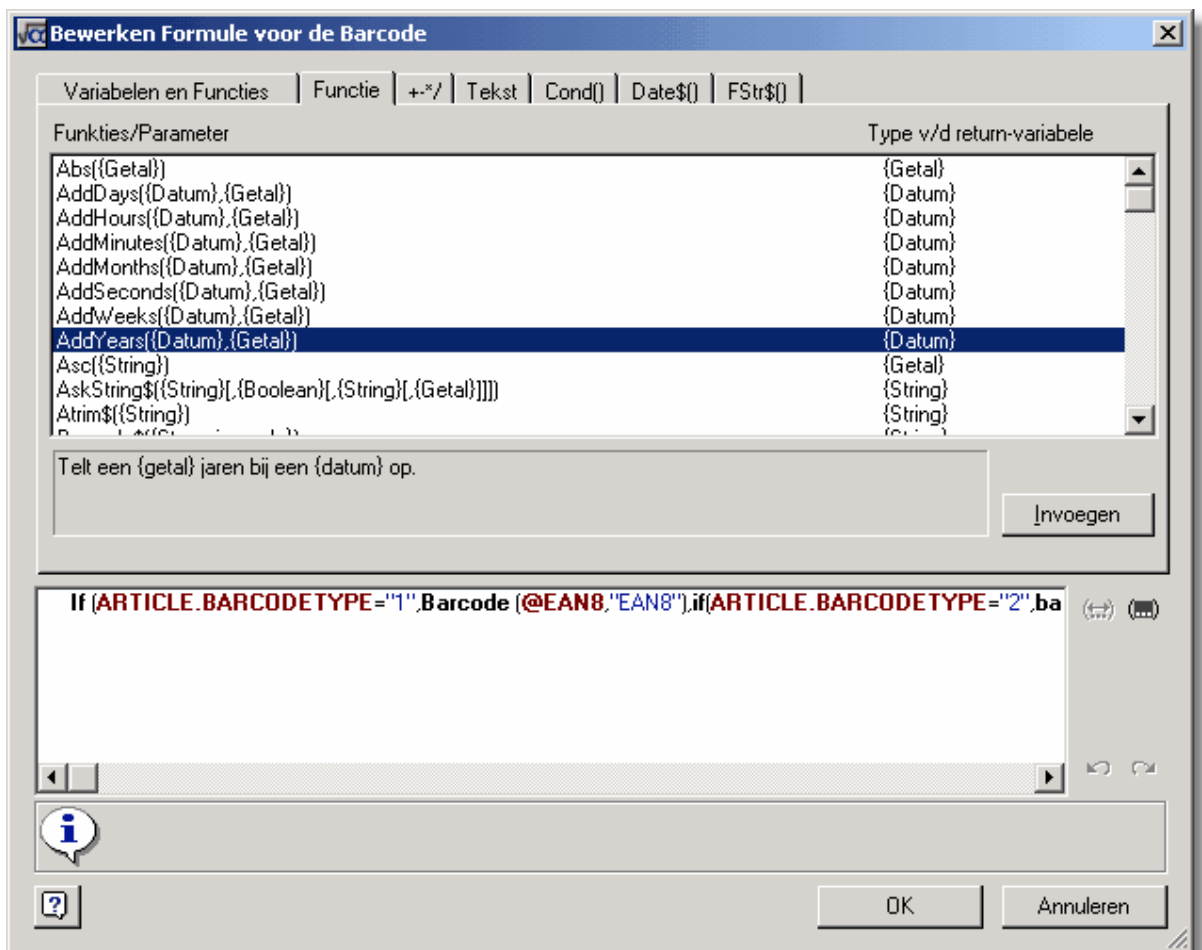 Bewerken Formule voor de Barcode
Variabelen en Functies Functie +-*/ Tekst Cond() Date$() FStr$()
Funkties/Parameter Type v/d return-variabele
Abs({Getal}) {Getal}
AddDays({Datum},{Getal}) {Datum}
AddHours({Datum},{Getal}) {Datum}
AddMinutes({Datum},{Getal}) {Datum}
AddMonths({Datum},{Getal}) {Datum}
AddSeconds({Datum},{Getal}) {Datum}
AddWeeks({Datum},{Getal}) {Datum}
AddYears({Datum},{Getal}) {Datum}
Asc({String}) {Getal}
AskString$({String}[,{Boolean}[,{String}[,{Getal}]]]) {String}
Atrim$({String}) {String}
Telt een {getal} jaren bij een {datum} op.
Invoegen
If (ARTICLE.BARCODETYPE="1",Barcode (@EAN8,"EAN8"),if(ARTICLE.BARCODETYPE="2",ba
OK Annuleren